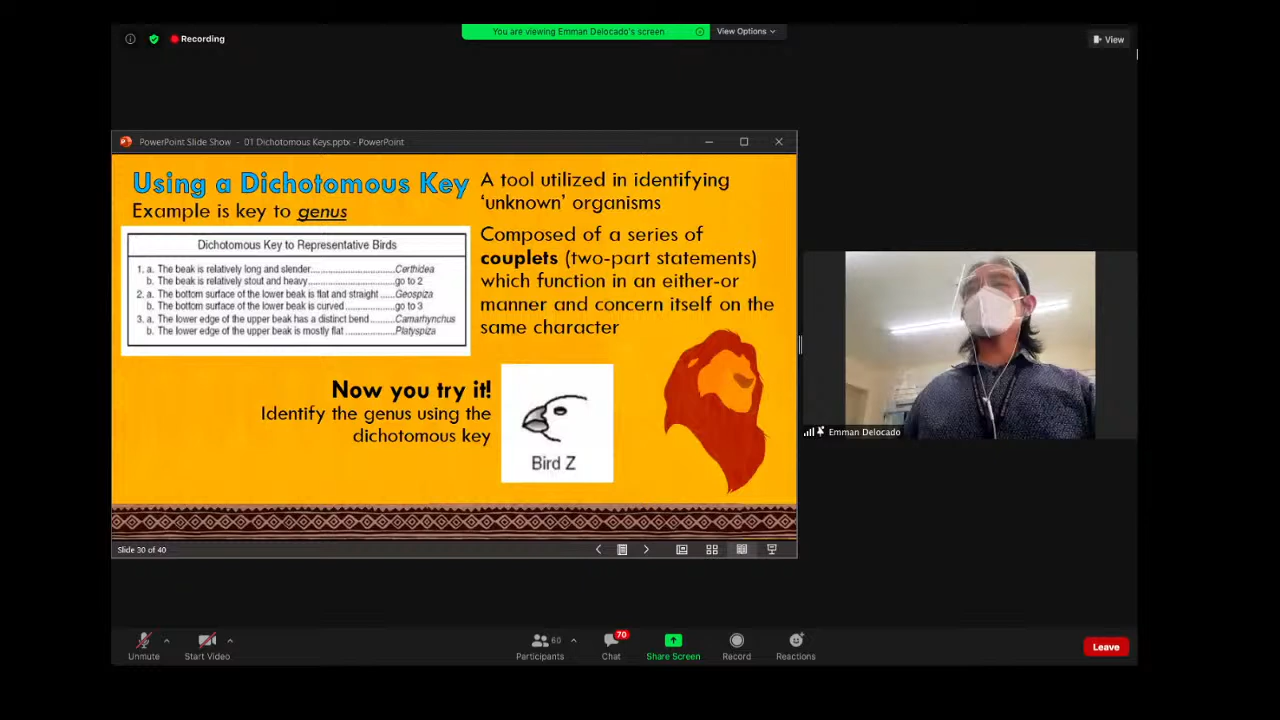 Recording
You are viewing Emman Delocado's screen
View Options
View
PowerPoint Slide Show - 01 Dichotomous Keys.pptx - PowerPoint
Using a Dichotomous Key
Example is key to genus
Dichotomous Key to Representative Birds
1. a. The beak is relatively long and slender..............................Certhidea
b. The beak is relatively stout and heavy...............................go to 2
2. a. The bottom surface of the lower beak is flat and straight .....Geospiza
b. The bottom surface of the lower beak is curved..................go to 3
3. a. The lower edge of the upper beak has a distinct bend.........Camarhynchus
b. The lower edge of the upper beak is mostly flat ..................Platyspiza
A tool utilized in identifying
‘unknown’ organisms
Composed of a series of
couplets (two-part statements)
which function in an either-or
manner and concern itself on the
same character
Now you try it!
Identify the genus using the
dichotomous key
Bird Z
Emman Delocado
Slide 30 of 40
Unmute
Start Video
60
Participants
70
Chat
Share Screen
Record
Reactions
Leave